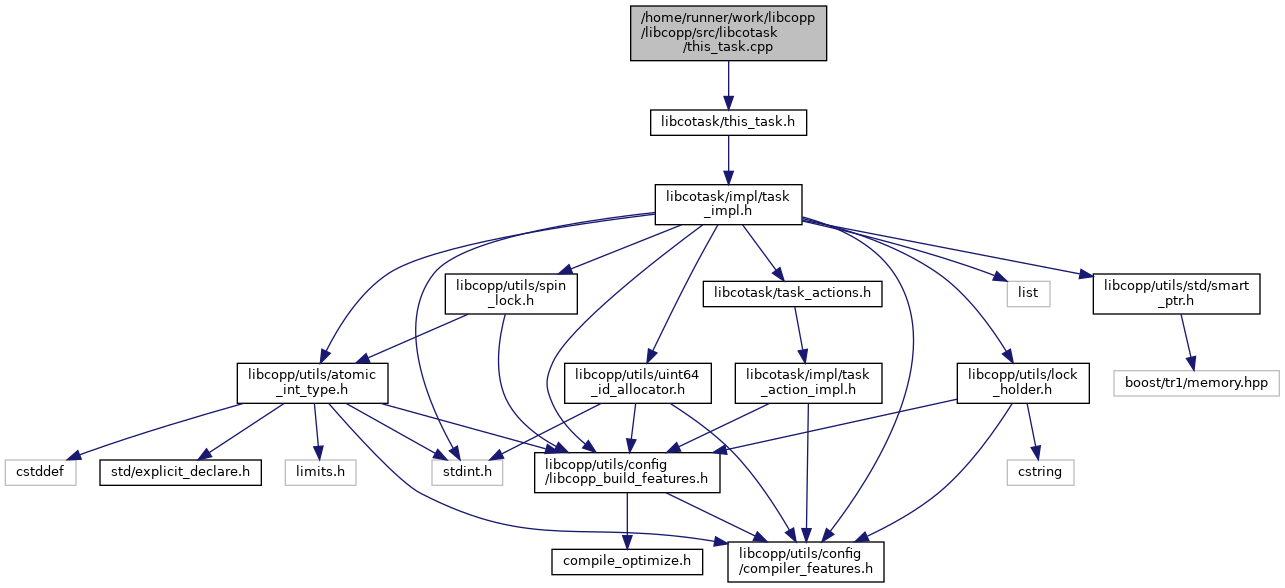 /home/runner/work/libcopp
/libcopp/src/libcotask
/this_task.cpp
libcotask/this_task.h
libcotask/impl/task
_impl.h
libcopp/utils/spin
_lock.h
libcotask/task_actions.h
list
libcopp/utils/std/smart
_ptr.h
libcopp/utils/atomic
_int_type.h
libcopp/utils/uint64
_id_allocator.h
libcotask/impl/task
_action_impl.h
libcopp/utils/lock
_holder.h
boost/tr1/memory.hpp
cstddef
std/explicit_declare.h
limits.h
stdint.h
libcopp/utils/config
/libcopp_build_features.h
cstring
compile_optimize.h
libcopp/utils/config
/compiler_features.h